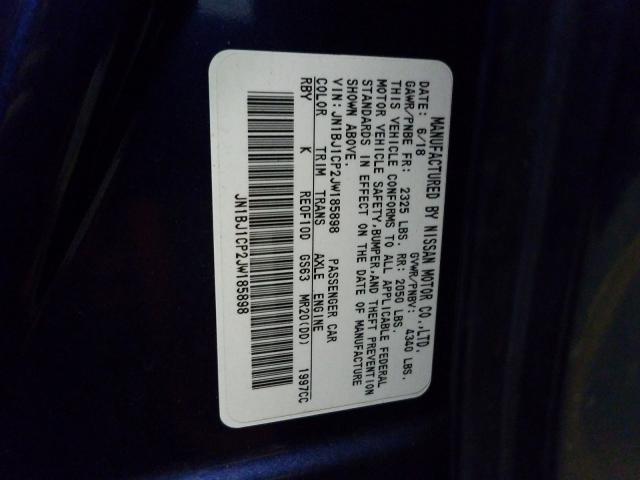 MANUFACTURED BY NISSAN MOTOR CO.,LTD.
DATE: 6/18 GVWR/PNBV: 4340 LBS.
GAWR/PNBE FR: 2325 LBS. RR: 2050 LBS.
THIS VEHICLE CONFORMS TO ALL APPLICABLE FEDERAL
MOTOR VEHICLE SAFETY,BUMPER,AND THEFT PREVENTION
STANDARDS IN EFFECT ON THE DATE OF MANUFACTURE
SHOWN ABOVE.
VIN:JN1BJ1CP2JW185898 PASSENGER CAR
COLOR TRIM TRANS AXLE ENGINE
RBY K RE0F10D GS63 MR20(DD) 1997CC
JN1BJ1CP2JW185898